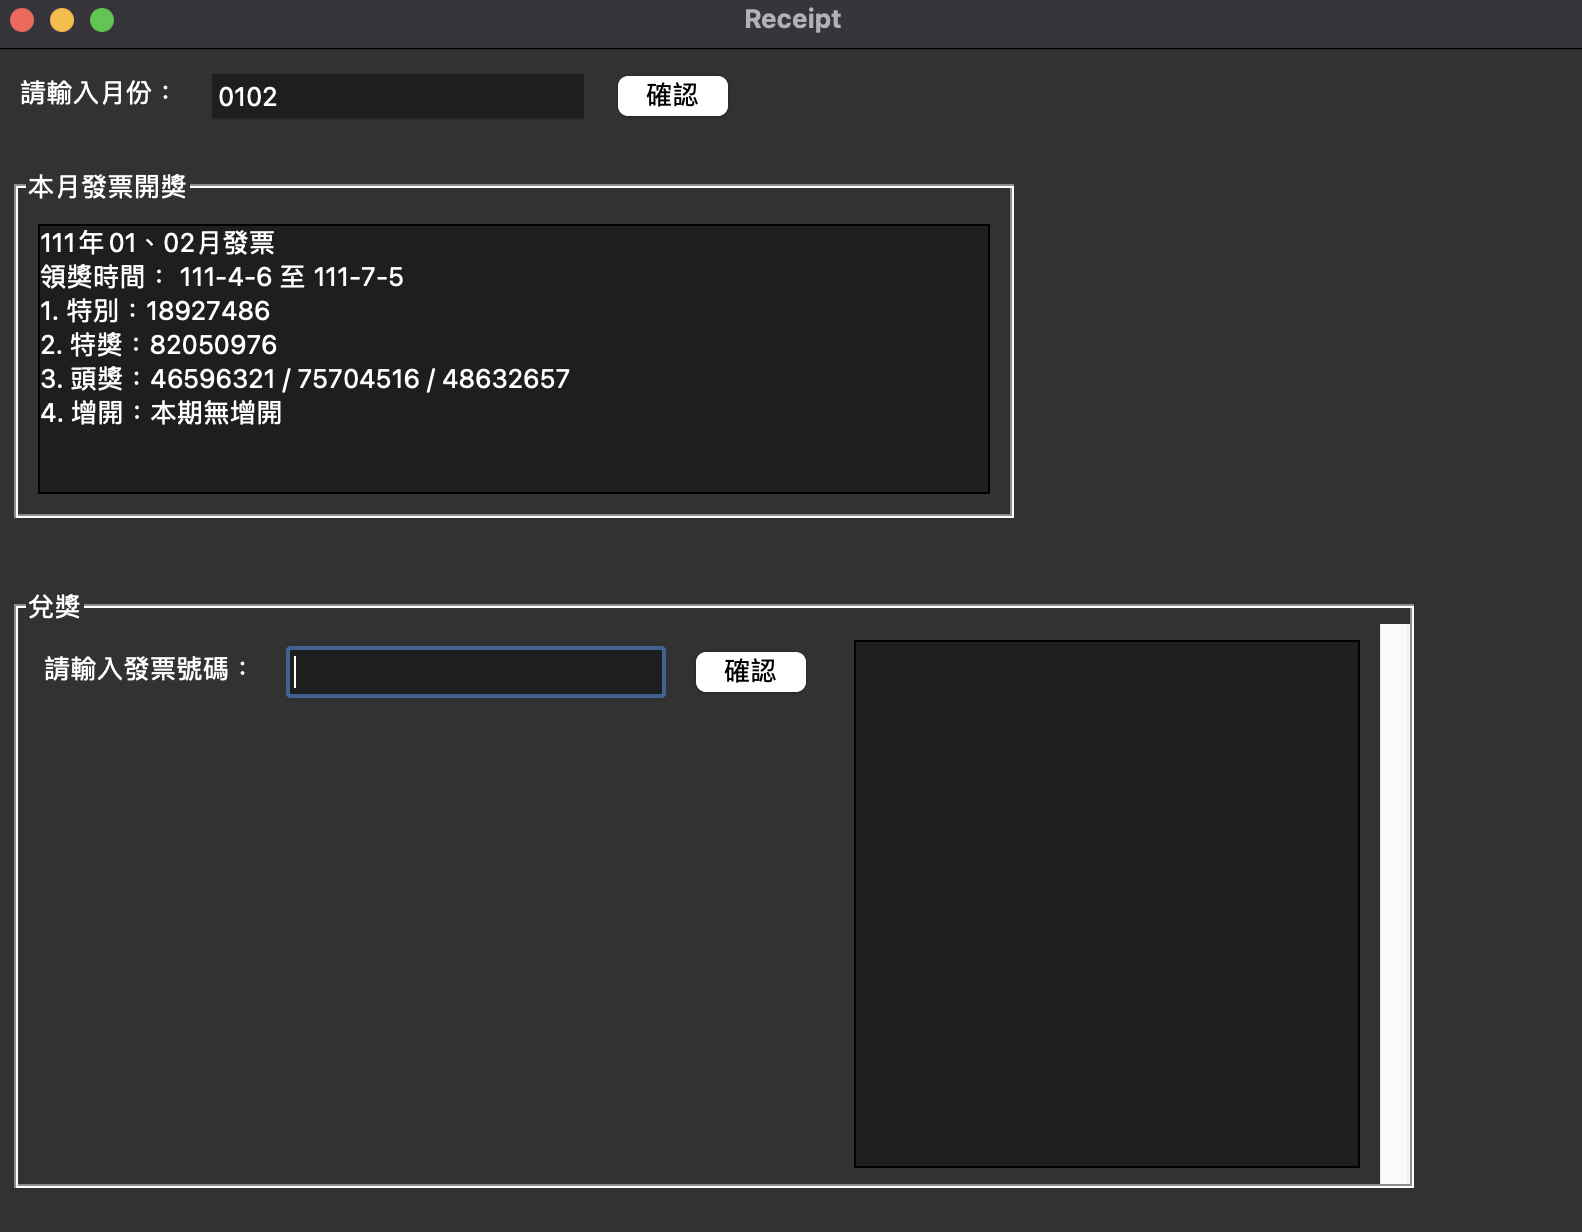 Receipt
請輸入月份：
0102
確認
本月發票開獎
111年01、02月發票
領獎時間： 111-4-6 至 111-7-5
1. 特別：18927486
2. 特獎：82050976
3. 頭獎：46596321 / 75704516 / 48632657
4. 增開：本期無增開
兌獎
請輸入發票號碼：
確認